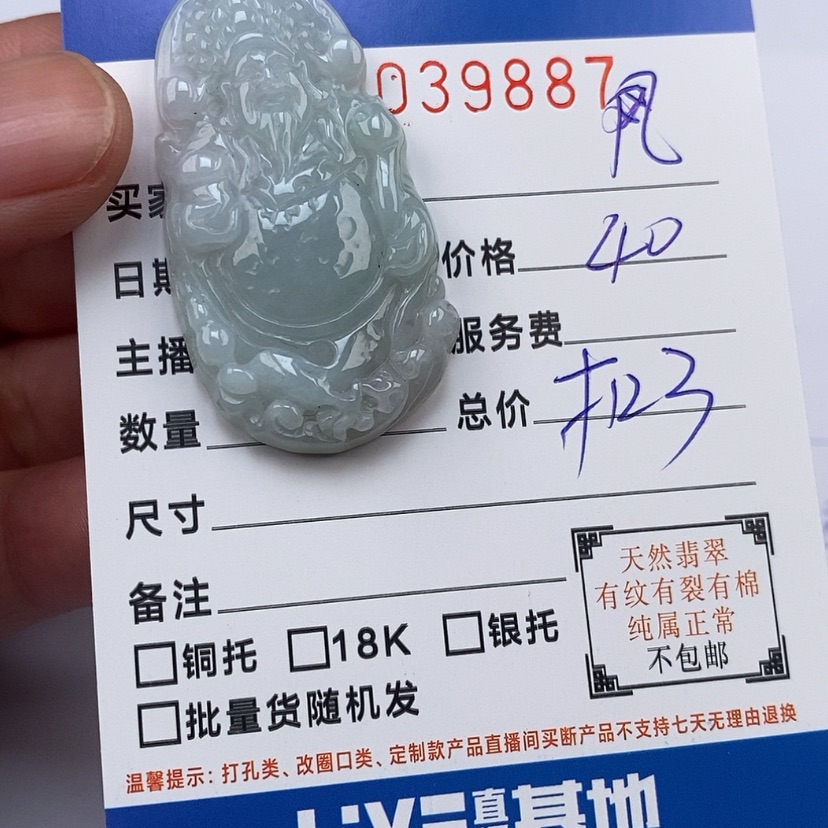 039887
买家
日期
价格 40
主播
服务费
数量
总价 扣3
尺寸
备注
铜托 18K 银托
批量货随机发
天然翡翠
有纹有裂有棉
纯属正常
不包邮
温馨提示:打孔类、改圈口类、定制款产品直播间买断产品不支持七天无理由退换
基地